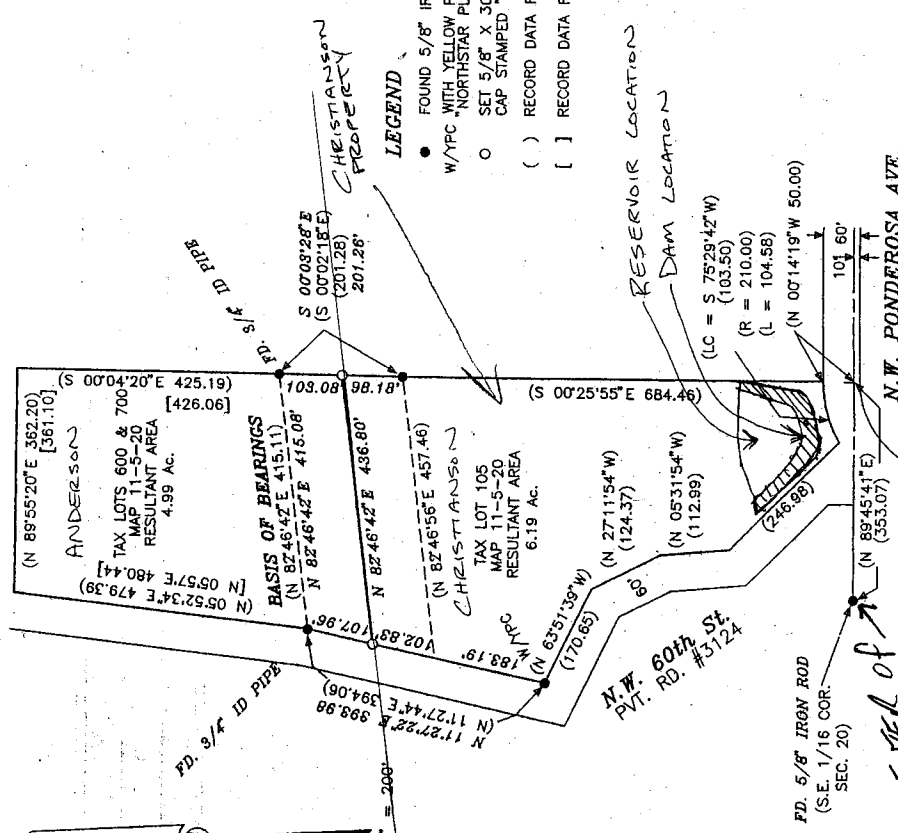 (N 89°55'20"E 362.20)
[361.10]
ANDERSON
TAX LOTS 600 & 700
MAP 11-5-20
RESULTANT AREA
4.99 Ac.
(S 00°04'20"E 425.19)
[426.06]
(N 05°52'34"E 479.39)
[N 05°57'E 480.44]
FD. 3/4" ID PIPE
CHRISTIANSON
PROPERTY
BASIS OF BEARINGS
(N 82°46'42"E 415.11)
N 82°46'42"E 415.08'
103.08'
98.18'
S 00°03'28"E
(S 00°02'18"E)
(201.28)
201.26'
FD. 3/4" ID PIPE
107.96'
N 82°46'42"E 436.80'
102.83'
(N 82°46'56"E 457.46)
CHRISTIANSON
TAX LOT 105
MAP 11-5-20
RESULTANT AREA
6.19 Ac.
183.19'
W/YPC
N 11°27'22"E 393.98
(N 11°27'44"E 394.06)
= 200'
LEGEND
● FOUND 5/8" IR
W/YPC WITH YELLOW P
"NORTHSTAR PL
○ SET 5/8" X 30
CAP STAMPED "
( ) RECORD DATA F
[ ] RECORD DATA F
(S 00°25'55"E 684.46)
RESERVOIR LOCATION
DAM LOCATION
(N 63°51'39"W)
(170.65)
(N 27°11'54"W)
(124.37)
(N 05°31'54"W)
(112.99)
60'
(246.98)
(LC = S 75°29'42"W)
(103.50)
(R = 210.00)
(L = 104.58)
(N 00°14'19"W 50.00)
10'
60'
N.W. 60th St.
PVT. RD. #3124
N.W. PONDEROSA AVE
(N 89°45'41"E)
(353.07)
FD. 5/8" IRON ROD
(S.E. 1/16 COR.
SEC. 20)
of